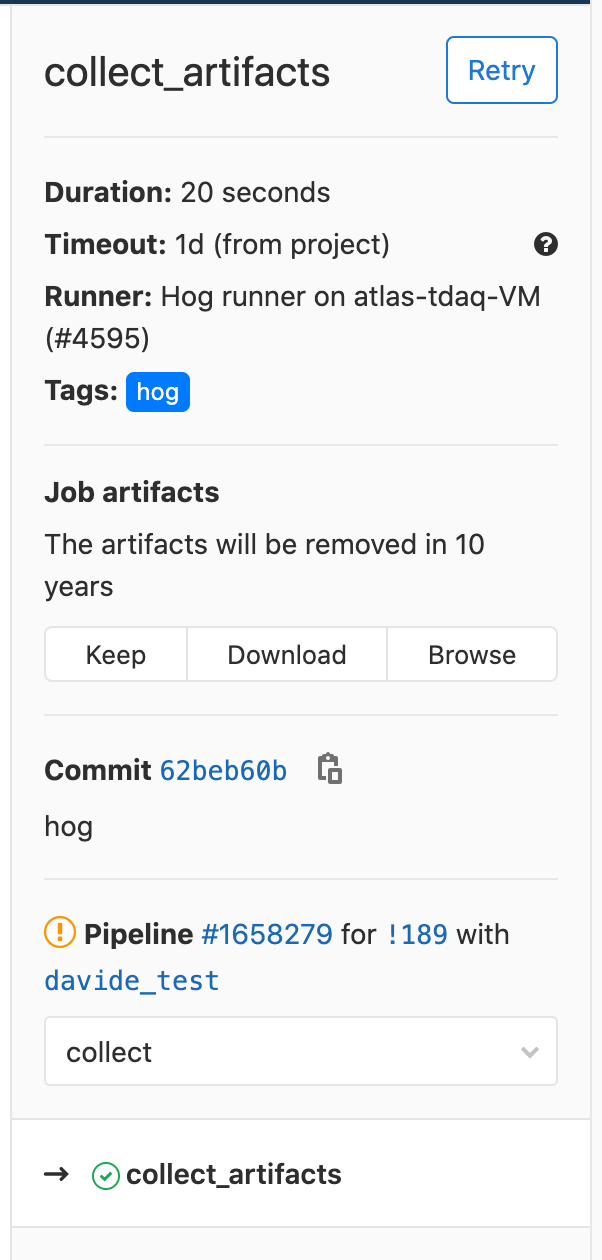 collect_artifacts
Retry
Duration: 20 seconds
Timeout: 1d (from project)
Runner: Hog runner on atlas-tdaq-VM
(#4595)
Tags: hog
Job artifacts
The artifacts will be removed in 10
years
Keep Download Browse
Commit 62beb60b
hog
Pipeline #1658279 for !189 with
davide_test
collect
→ collect_artifacts